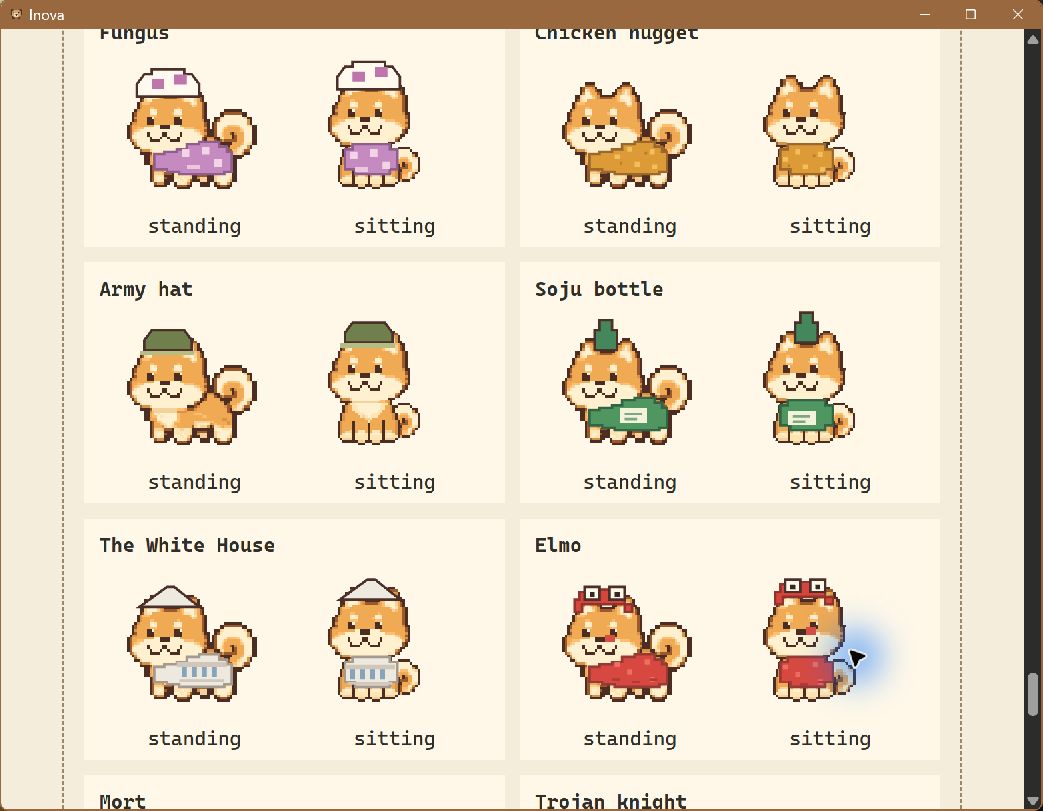 Inova
Fungus
Chicken nugget
standing
sitting
standing
sitting
Army hat
Soju bottle
standing
sitting
standing
sitting
The White House
Elmo
standing
sitting
standing
sitting
Mort
Trojan knight